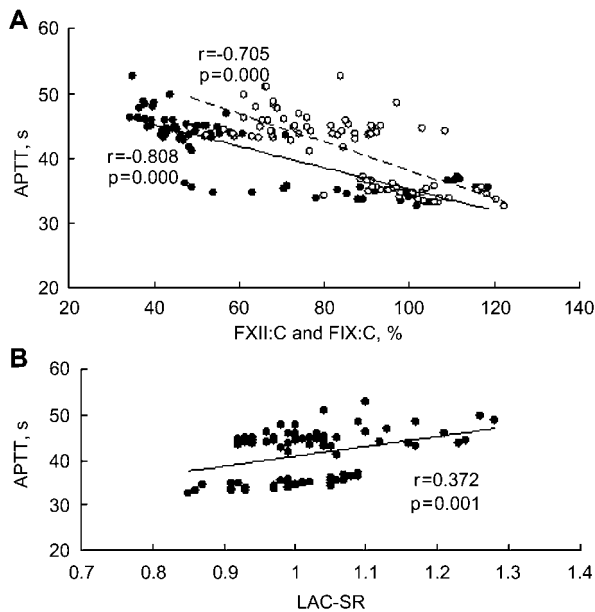 A
60
r=-0.705
p=0.000
50
APTT, s
40
r=-0.808
p=0.000
30
20
20 40 60 80 100 120 140
FXII:C and FIX:C, %
B
60
50
APTT, s
40
r=0.372
p=0.001
30
20
0.7 0.8 0.9 1 1.1 1.2 1.3 1.4
LAC-SR